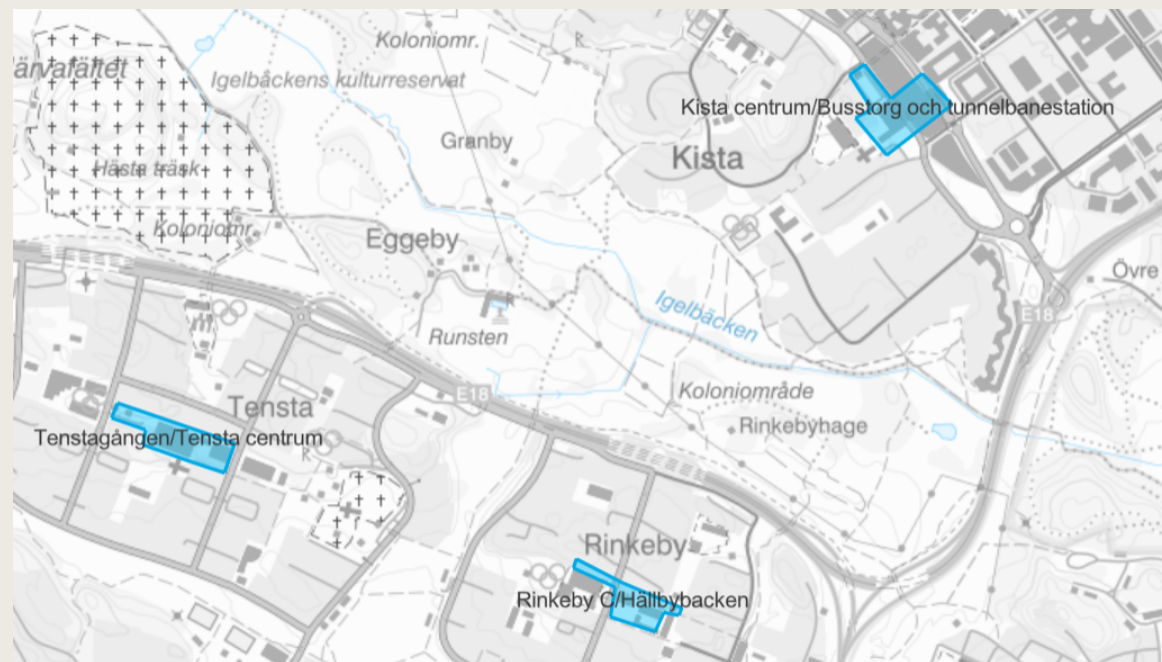 Koloniomr.
ärvafältet
Igelbäckens kulturreservat
Kista centrum/Busstorg och tunnelbanestation
Granby
Kista
Hästa träsk
Koloniomr.
Eggeby
Övre
Igelbäcken
E18
Runsten
E18
Koloniområde
Tensta
Rinkebyhage
Tenstagången/Tensta centrum
Rinkeby
Rinkeby C/Hällbybacken